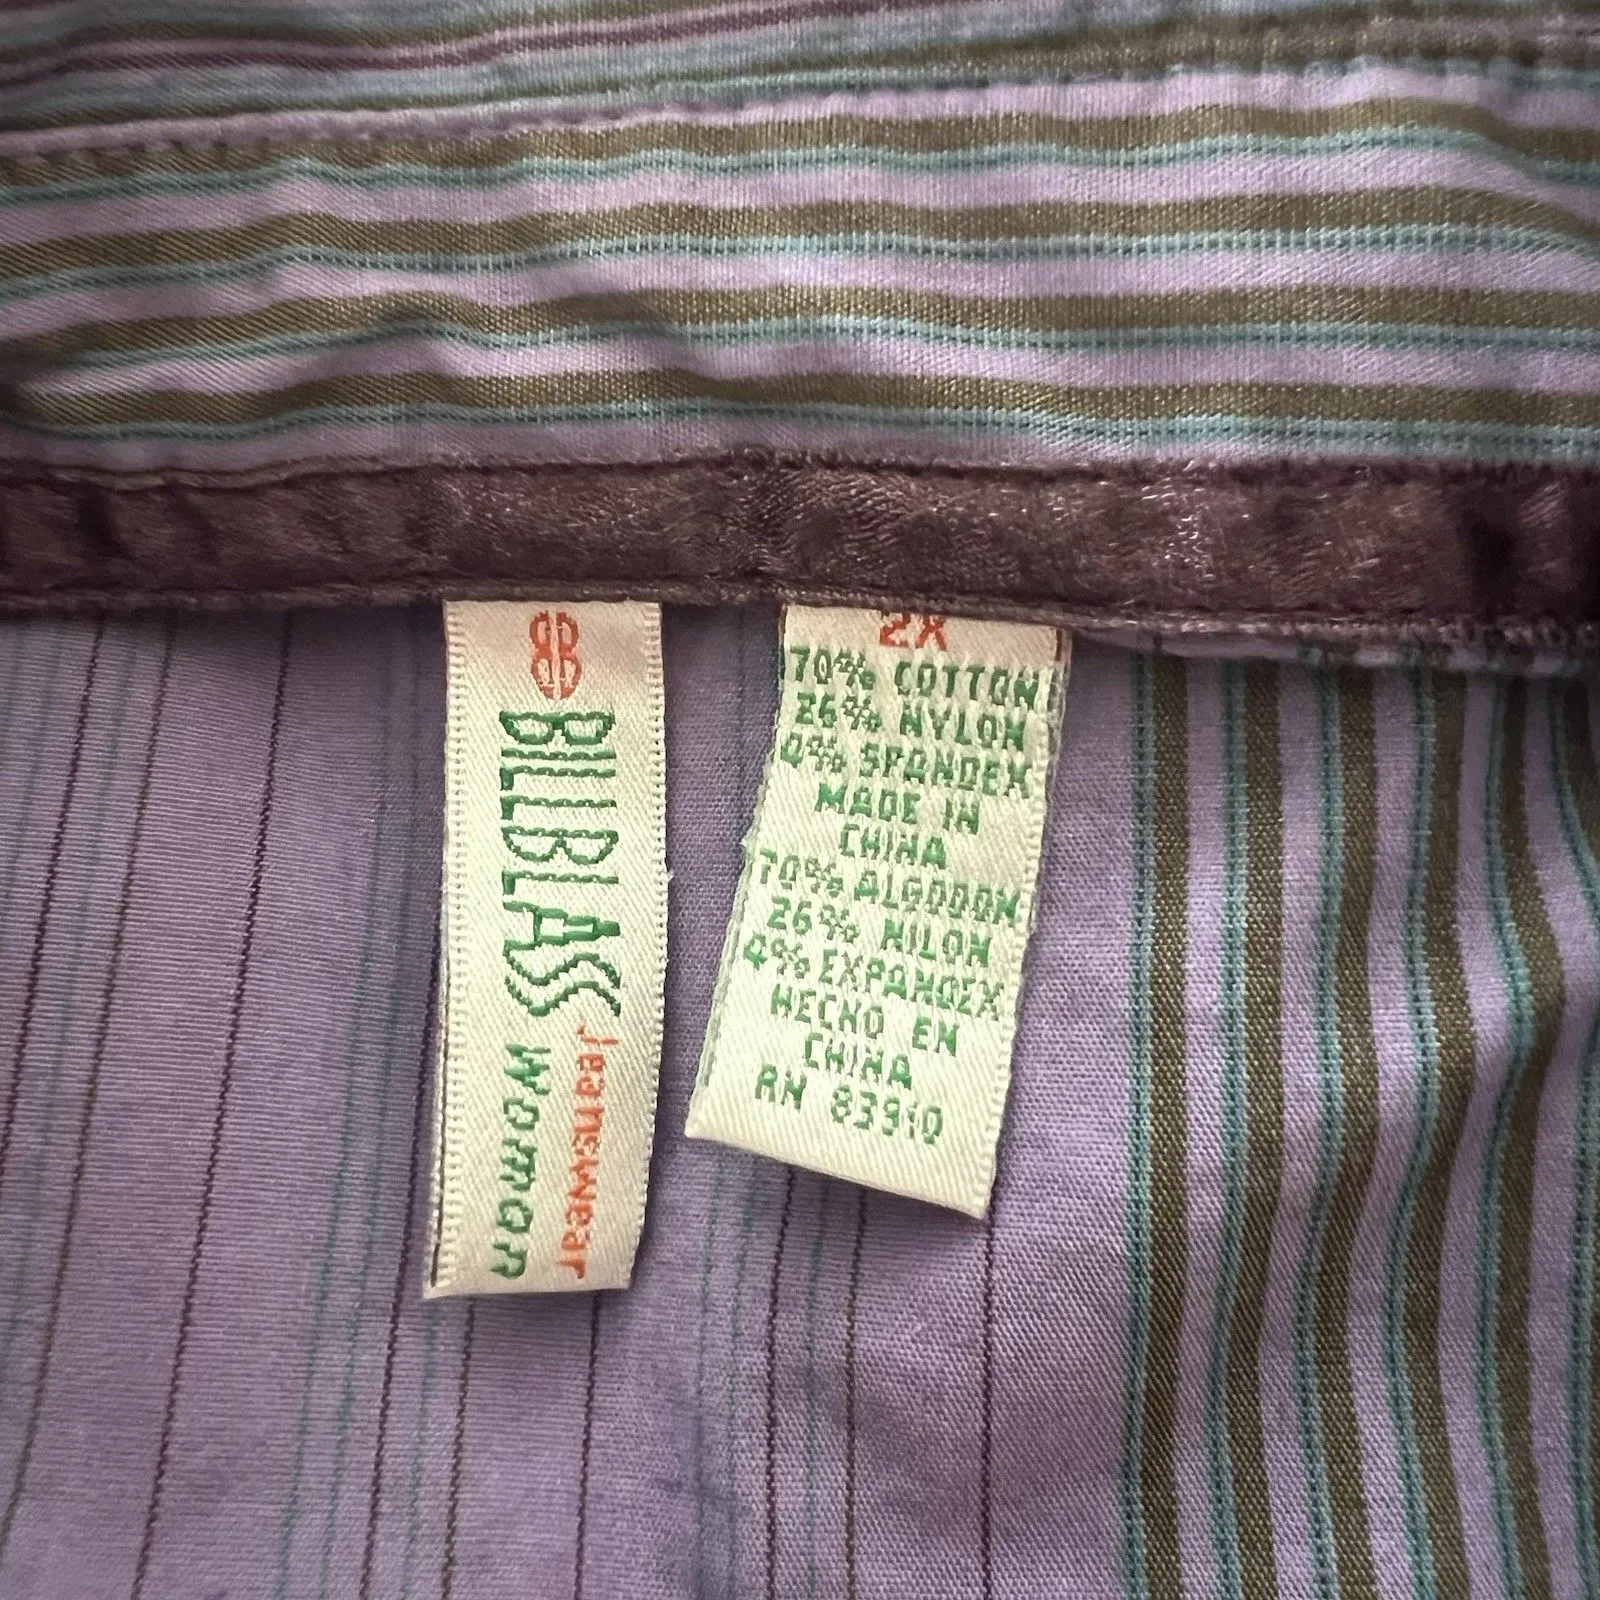 BILLBLASS
Jeanswear
Woman
2X
70% COTTON
26% NYLON
4% SPANDEX
MADE IN
CHINA
70% ALGODON
26% NILON
4% EXPANDEX
HECHO EN
CHINA
RN 83910